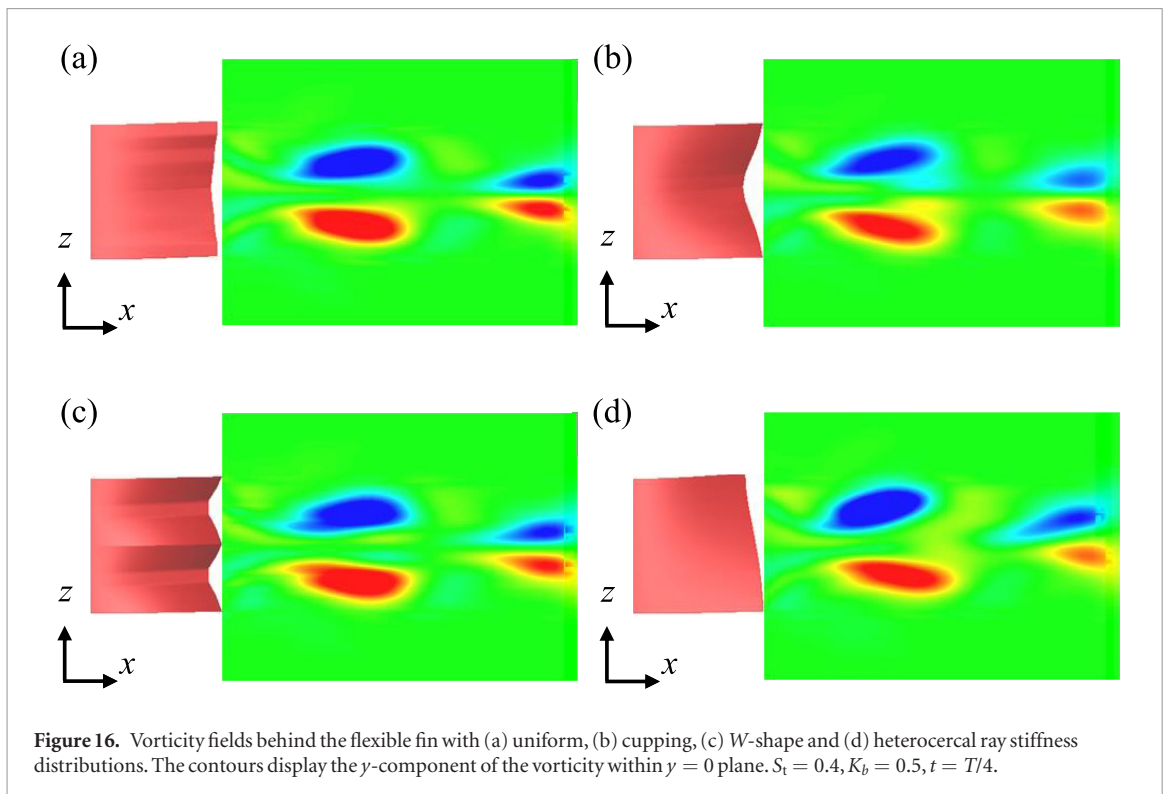 (a)
(b)
z
x
z
x
(c)
(d)
z
x
z
x
Figure 16. Vorticity fields behind the flexible fin with (a) uniform, (b) cupping, (c) W-shape and (d) heterocercal ray stiffness
distributions. The contours display the y-component of the vorticity within y = 0 plane. Sₜ = 0.4, K_b = 0.5, t = T/4.